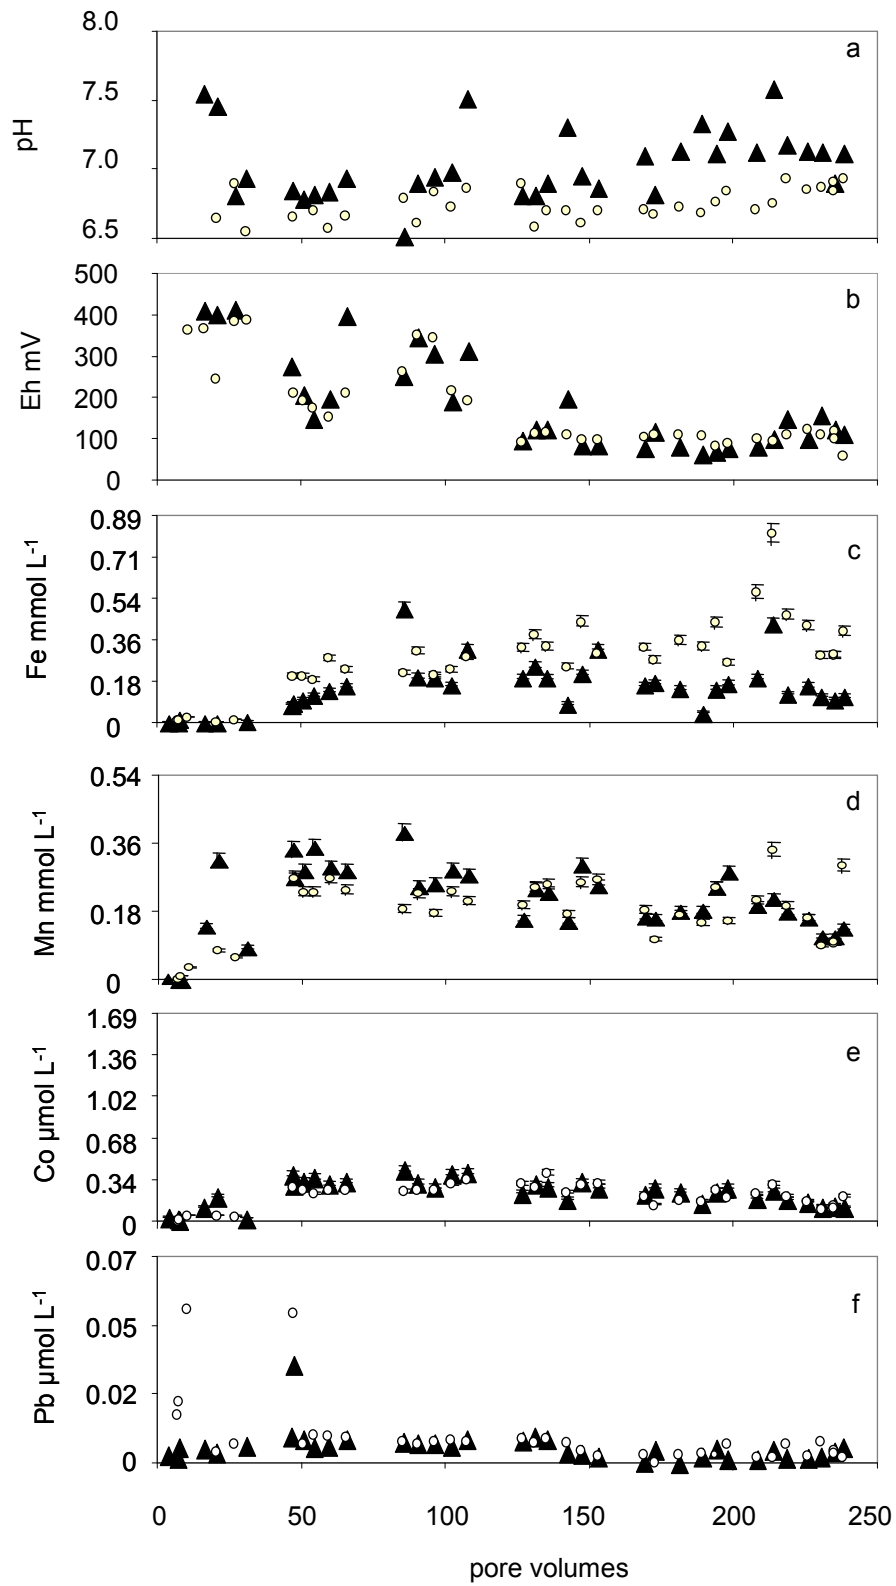 8.0
a
7.5
pH
7.0
6.5
500
b
400
Eh mV
300
200
100
0
0.89
c
0.71
Fe mmol L-1
0.54
0.36
0.18
0
0.54
d
0.36
Mn mmol L-1
0.18
0
1.69
e
1.36
Co µmol L-1
1.02
0.68
0.34
0
0.07
f
0.05
Pb µmol L-1
0.02
0
0 50 100 150 200 250
pore volumes